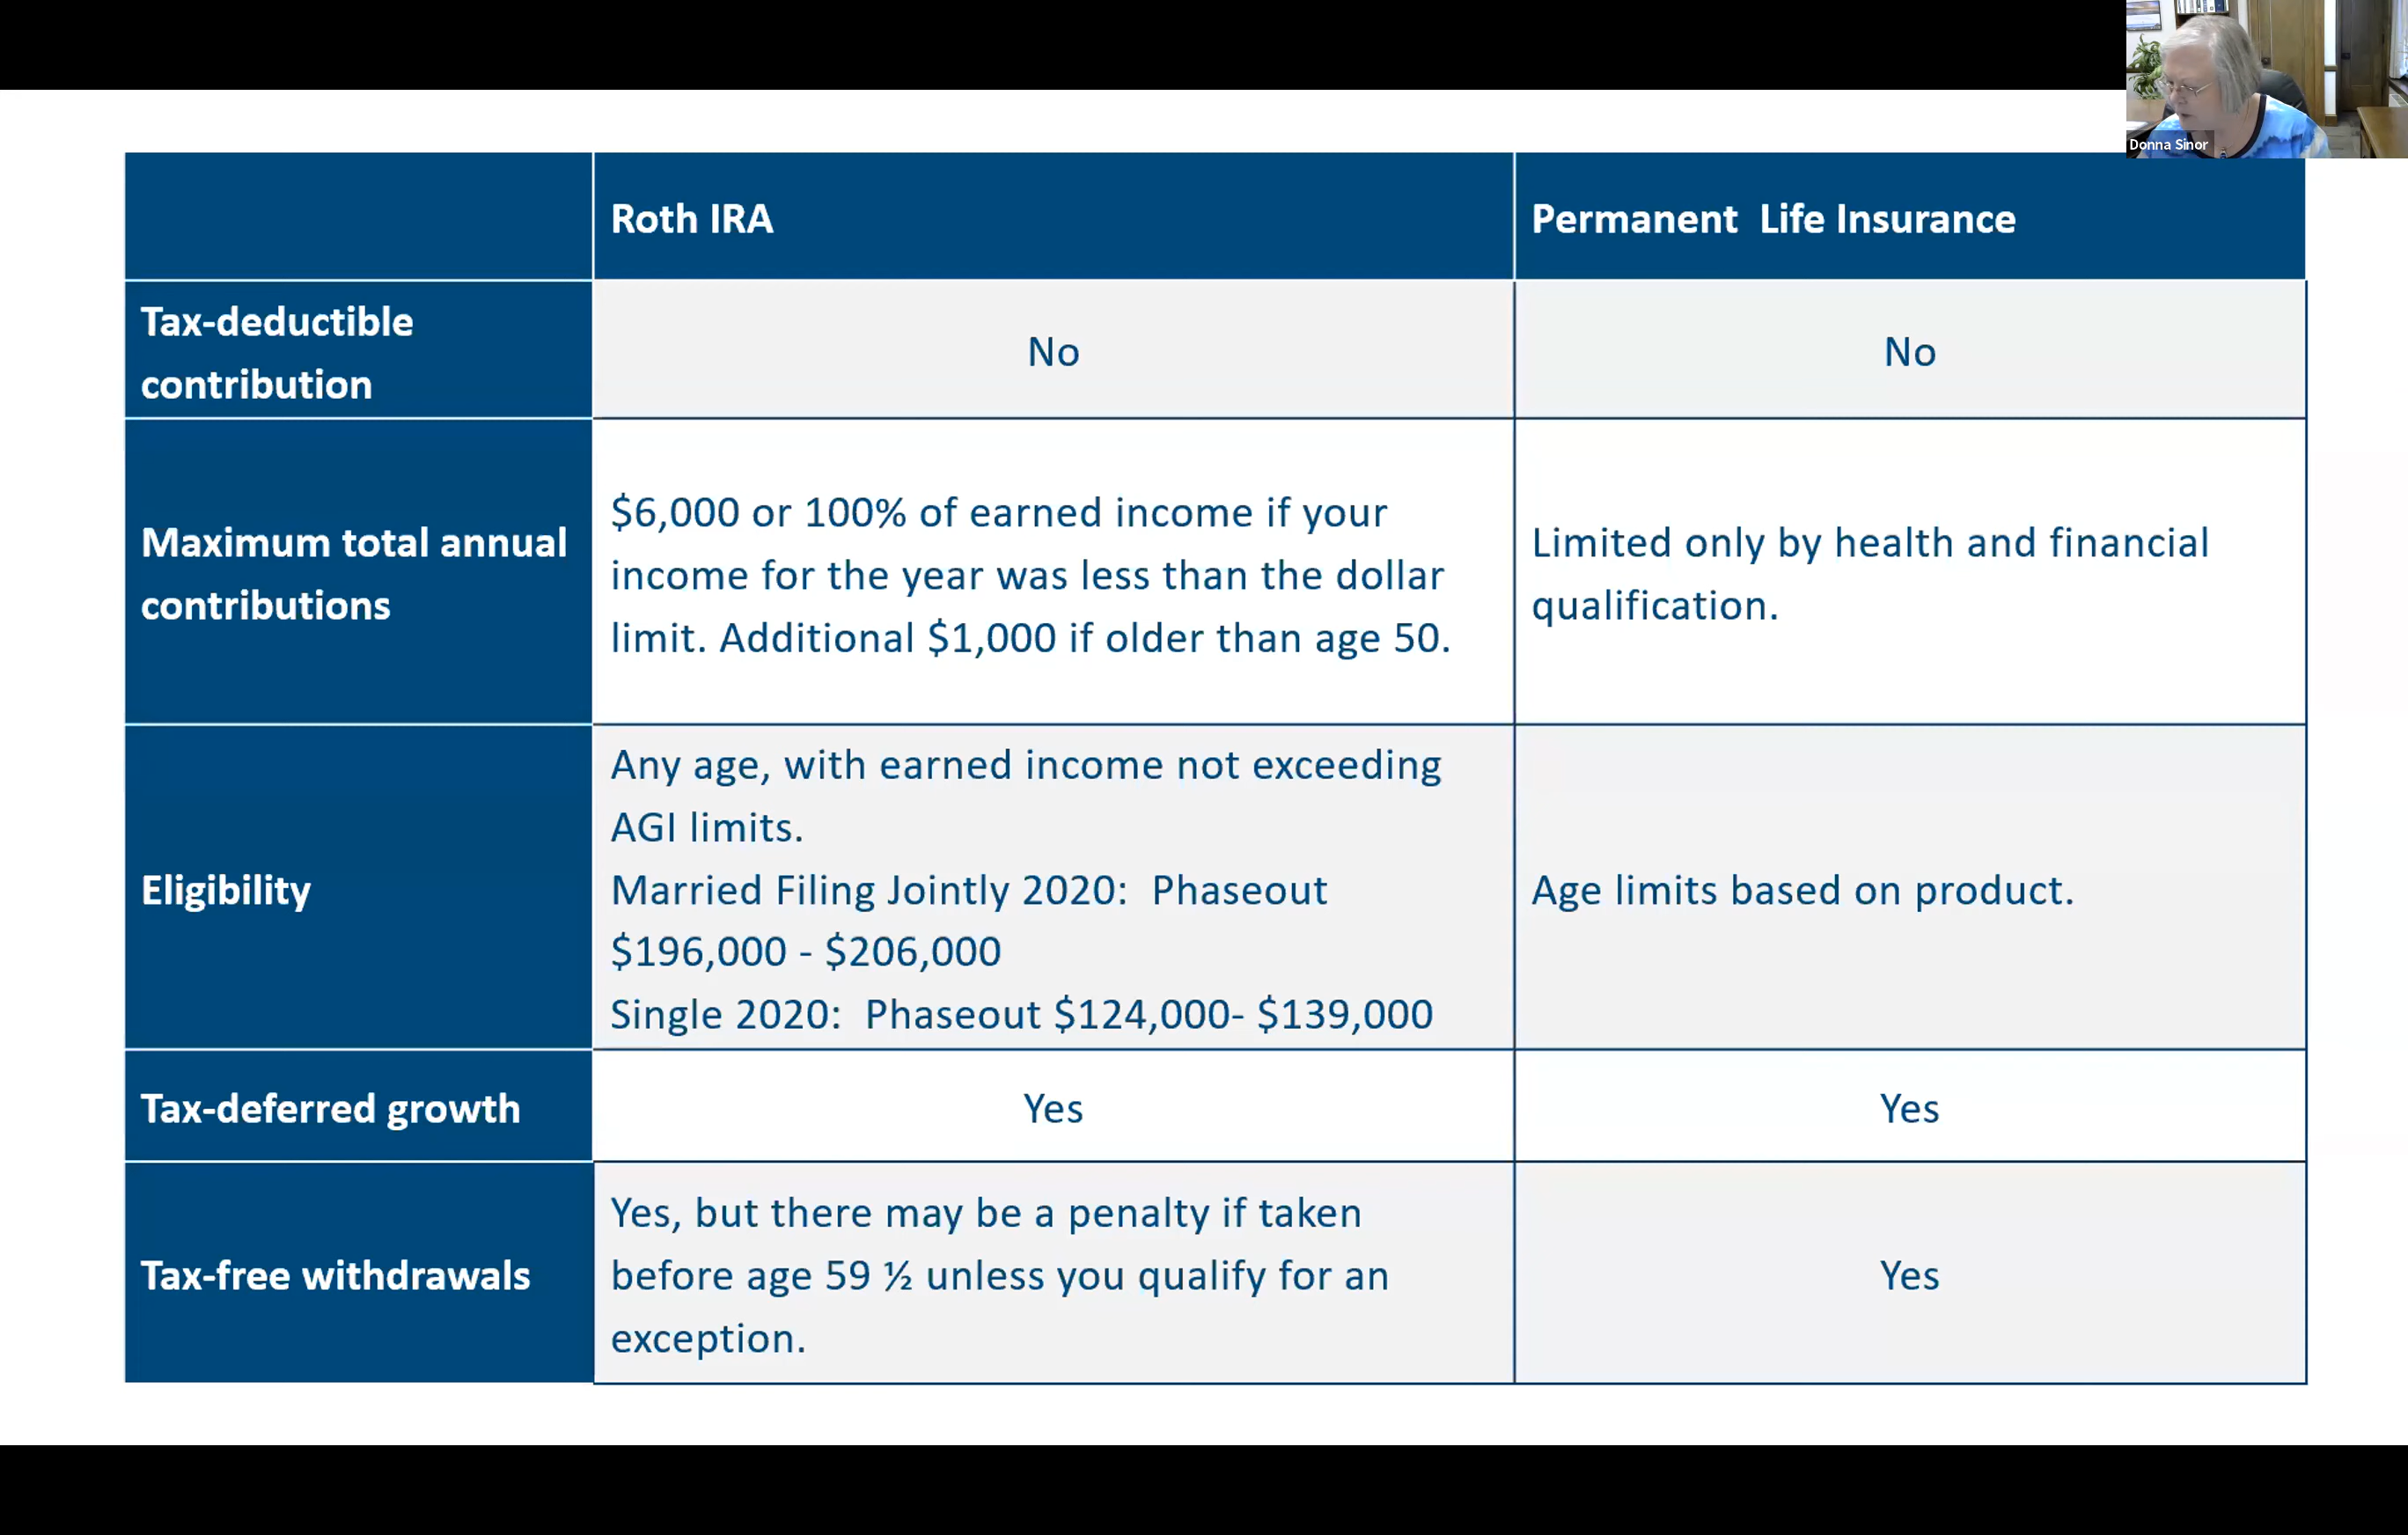 Donna Sinor
Roth IRA
Permanent  Life Insurance
Tax-deductible
contribution
No
No
Maximum total annual
contributions
$6,000 or 100% of earned income if your
income for the year was less than the dollar
limit. Additional $1,000 if older than age 50.
Limited only by health and financial
qualification.
Eligibility
Any age, with earned income not exceeding
AGI limits.
Married Filing Jointly 2020:  Phaseout
$196,000 - $206,000
Single 2020:  Phaseout $124,000- $139,000
Age limits based on product.
Tax-deferred growth
Yes
Yes
Tax-free withdrawals
Yes, but there may be a penalty if taken
before age 59 ½ unless you qualify for an
exception.
Yes